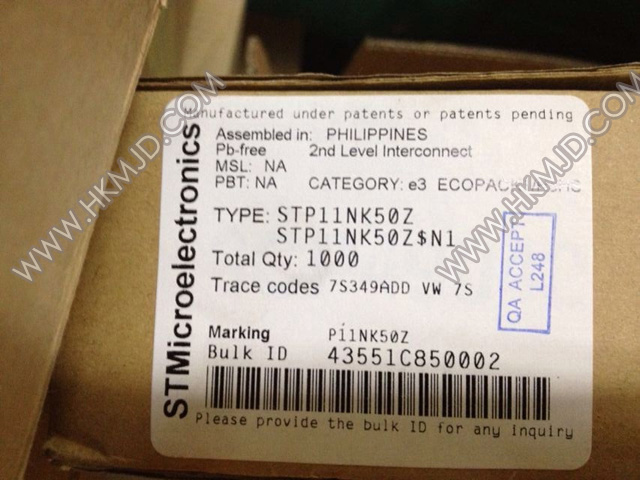 Manufactured under patents or patents pending
Assembled in: PHILIPPINES
Pb-free 2nd Level Interconnect
MSL: NA
PBT: NA CATEGORY: e3 ECOPACK
TYPE: STP11NK50Z
STP11NK50Z$N1
Total Qty: 1000
Trace codes 7S349ADD VW 7S
Marking P11NK50Z
Bulk ID 43551C850002
Please provide the bulk ID for any inquiry
STMicroelectronics
QA ACCEPT
L248
WWW.HKMJD.COM
WWW.HKMJD.COM